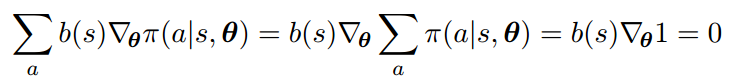 ∑_a b(s)∇_θ π(a|s, θ) = b(s)∇_θ ∑_a π(a|s, θ) = b(s)∇_θ 1 = 0